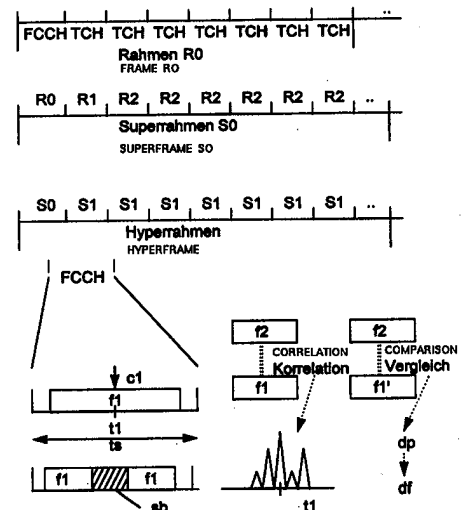 ..
FCCH TCH TCH TCH TCH TCH TCH TCH
Rahmen R0
FRAME RO
R0 R1 R2 R2 R2 R2 R2 R2 ..
Superrahmen S0
SUPERFRAME SO
S0 S1 S1 S1 S1 S1 S1 S1 ..
Hyperrahmen
HYPERFRAME
FCCH
f2 f2
CORRELATION COMPARISON
Korrelation Vergleich
f1 f1'
c1
f1
t1
ts
dp
df
f1 f1
sb
t1